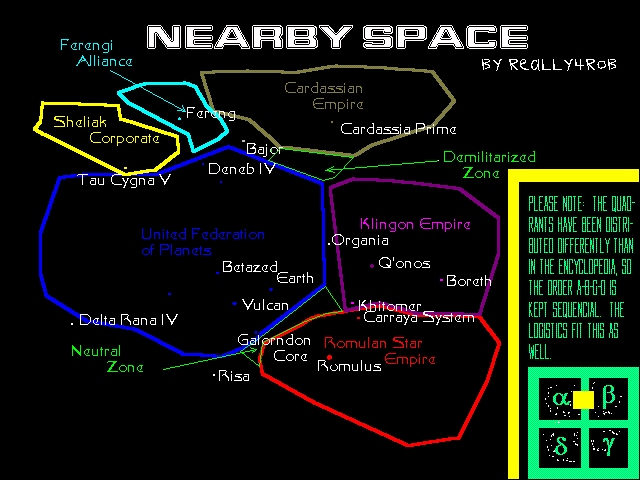 NEARBY SPACE
BY REALLY4ROB
Ferengi
Alliance
Cardassian
Empire
Sheliak
Corporate
Fereng
Cardassia Prime
Bajor
Demilitarized
Zone
Deneb IV
Tau Cygna V
Klingon Empire
United Federation
of Planets
Organia
Q'onos
Betazed
Earth
Boreth
Vulcan
Khitomer
Carraya System
Delta Rana IV
Galorndon
Core
Neutral
Zone
Romulan Star
Empire
Romulus
Risa
PLEASE NOTE: THE QUAD-
RANTS HAVE BEEN DISTRI-
BUTED DIFFERENTLY THAN
IN THE ENCYCLOPEDIA, SO
THE ORDER A-B-G-D IS
KEPT SEQUENCIAL. THE
LOGISTICS FIT THIS AS
WELL.
α β
δ γ